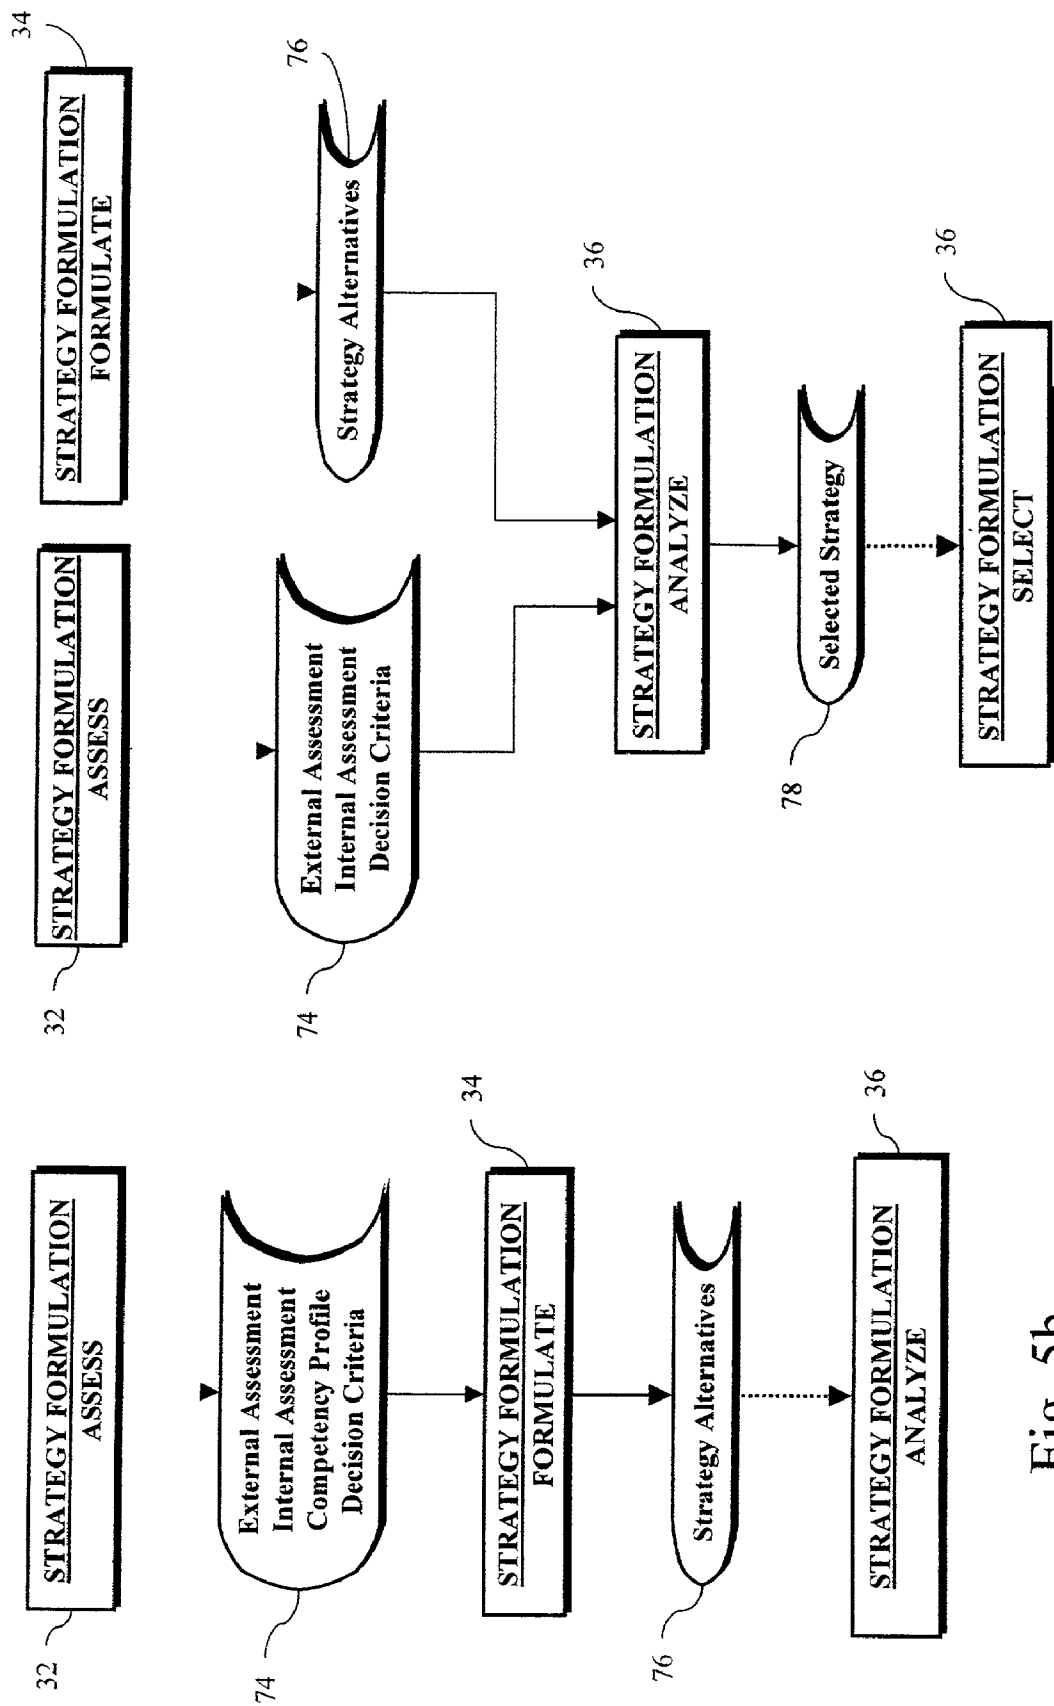 32
STRATEGY FORMULATION
ASSESS
74
External Assessment
Internal Assessment
Competency Profile
Decision Criteria
34
STRATEGY FORMULATION
FORMULATE
76
Strategy Alternatives
36
STRATEGY FORMULATION
ANALYZE
32
STRATEGY FORMULATION
ASSESS
34
STRATEGY FORMULATION
FORMULATE
74
External Assessment
Internal Assessment
Decision Criteria
76
Strategy Alternatives
36
STRATEGY FORMULATION
ANALYZE
78
Selected Strategy
36
STRATEGY FORMULATION
SELECT
Fig. 5b